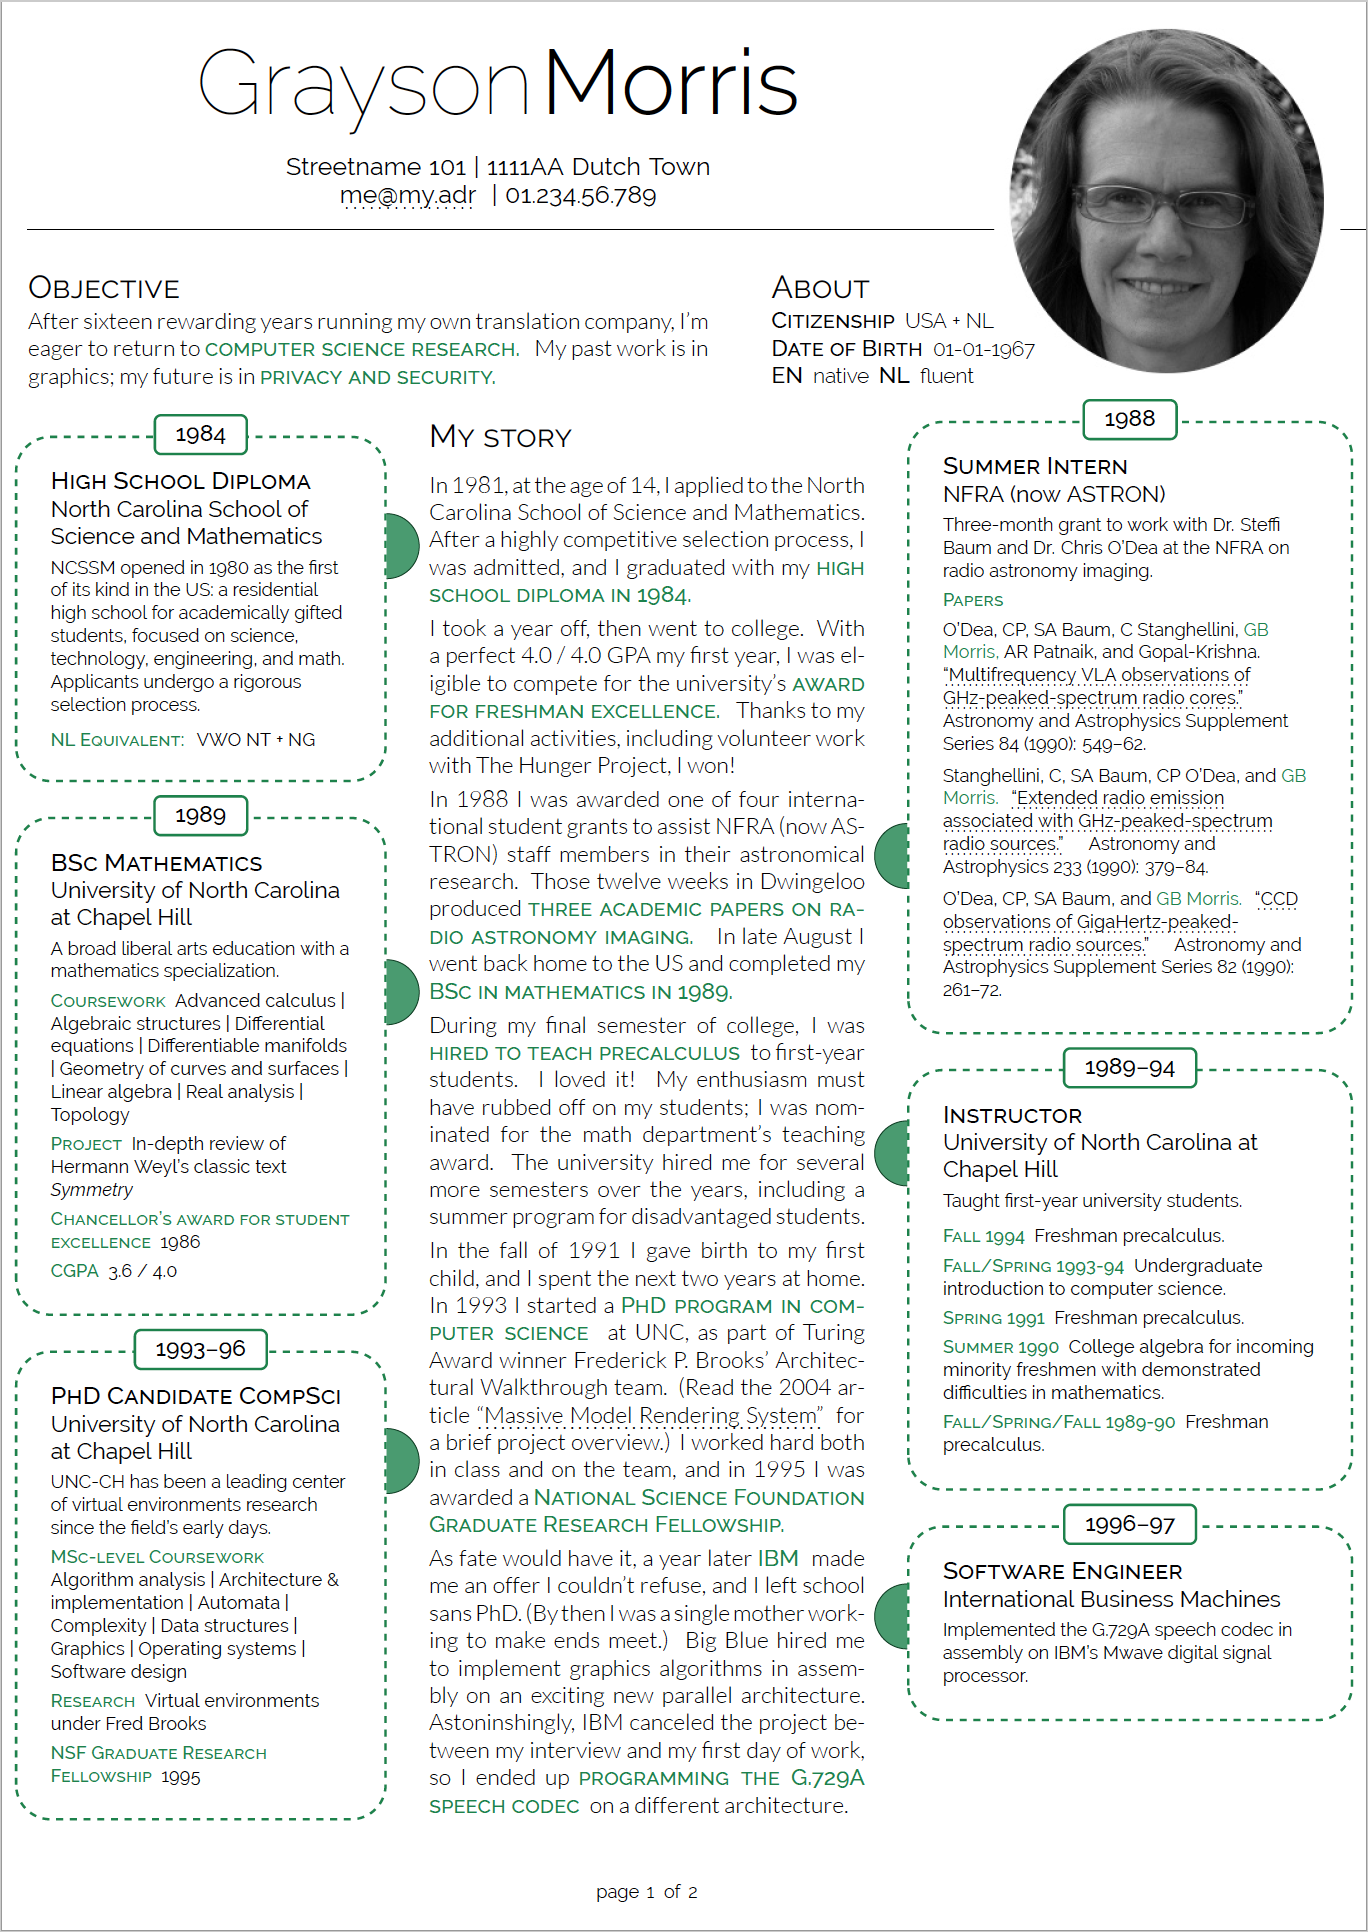 Grayson Morris
Streetname 101 | 1111AA Dutch Town
me@my.adr | 01.234.56.789
Objective
After sixteen rewarding years running my own translation company, I'm
eager to return to computer science research. My past work is in
graphics; my future is in privacy and security.
About
Citizenship USA + NL
Date of Birth 01-01-1967
EN native NL fluent
1984
High School Diploma
North Carolina School of
Science and Mathematics
NCSSM opened in 1980 as the first
of its kind in the US: a residential
high school for academically gifted
students, focused on science,
technology, engineering, and math.
Applicants undergo a rigorous
selection process.
NL Equivalent: VWO NT + NG
1989
BSc Mathematics
University of North Carolina
at Chapel Hill
A broad liberal arts education with a
mathematics specialization.
Coursework Advanced calculus |
Algebraic structures | Differential
equations | Differentiable manifolds
| Geometry of curves and surfaces |
Linear algebra | Real analysis |
Topology
Project In-depth review of
Hermann Weyl's classic text
Symmetry
Chancellor's award for student
excellence 1986
CGPA 3.6 / 4.0
1993–96
PhD Candidate CompSci
University of North Carolina
at Chapel Hill
UNC-CH has been a leading center
of virtual environments research
since the field's early days.
MSc-level Coursework
Algorithm analysis | Architecture &
implementation | Automata |
Complexity | Data structures |
Graphics | Operating systems |
Software design
Research Virtual environments
under Fred Brooks
NSF Graduate Research
Fellowship 1995
My story
In 1981, at the age of 14, I applied to the North
Carolina School of Science and Mathematics.
After a highly competitive selection process, I
was admitted, and I graduated with my high
school diploma in 1984.
I took a year off, then went to college. With
a perfect 4.0 / 4.0 GPA my first year, I was el-
igible to compete for the university's award
for freshman excellence. Thanks to my
additional activities, including volunteer work
with The Hunger Project, I won!
In 1988 I was awarded one of four interna-
tional student grants to assist NFRA (now AS-
TRON) staff members in their astronomical
research. Those twelve weeks in Dwingeloo
produced three academic papers on ra-
dio astronomy imaging. In late August I
went back home to the US and completed my
BSc in mathematics in 1989.
During my final semester of college, I was
hired to teach precalculus to first-year
students. I loved it! My enthusiasm must
have rubbed off on my students; I was nom-
inated for the math department's teaching
award. The university hired me for several
more semesters over the years, including a
summer program for disadvantaged students.
In the fall of 1991 I gave birth to my first
child, and I spent the next two years at home.
In 1993 I started a PhD program in com-
puter science at UNC, as part of Turing
Award winner Frederick P. Brooks' Architec-
tural Walkthrough team. (Read the 2004 ar-
ticle “Massive Model Rendering System” for
a brief project overview.) I worked hard both
in class and on the team, and in 1995 I was
awarded a National Science Foundation
Graduate Research Fellowship.
As fate would have it, a year later IBM made
me an offer I couldn't refuse, and I left school
sans PhD. (By then I was a single mother work-
ing to make ends meet.) Big Blue hired me
to implement graphics algorithms in assem-
bly on an exciting new parallel architecture.
Astoninshingly, IBM canceled the project be-
tween my interview and my first day of work,
so I ended up programming the G.729A
speech codec on a different architecture.
1988
Summer Intern
NFRA (now ASTRON)
Three-month grant to work with Dr. Steffi
Baum and Dr. Chris O'Dea at the NFRA on
radio astronomy imaging.
Papers
O'Dea, CP, SA Baum, C Stanghellini, GB
Morris, AR Patnaik, and Gopal-Krishna.
“Multifrequency VLA observations of
GHz-peaked-spectrum radio cores.”
Astronomy and Astrophysics Supplement
Series 84 (1990): 549–62.
Stanghellini, C, SA Baum, CP O'Dea, and GB
Morris. “Extended radio emission
associated with GHz-peaked-spectrum
radio sources.” Astronomy and
Astrophysics 233 (1990): 379–84.
O'Dea, CP, SA Baum, and GB Morris. “CCD
observations of GigaHertz-peaked-
spectrum radio sources.” Astronomy and
Astrophysics Supplement Series 82 (1990):
261–72.
1989–94
Instructor
University of North Carolina at
Chapel Hill
Taught first-year university students.
Fall 1994 Freshman precalculus.
Fall/Spring 1993-94 Undergraduate
introduction to computer science.
Spring 1991 Freshman precalculus.
Summer 1990 College algebra for incoming
minority freshmen with demonstrated
difficulties in mathematics.
Fall/Spring/Fall 1989-90 Freshman
precalculus.
1996–97
Software Engineer
International Business Machines
Implemented the G.729A speech codec in
assembly on IBM's Mwave digital signal
processor.
page 1 of 2